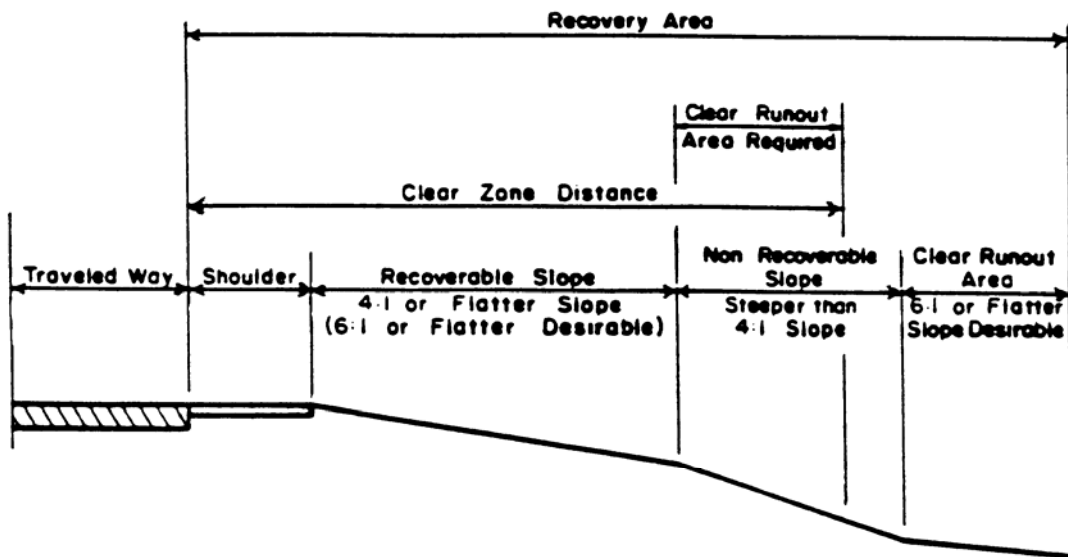 Recovery Area
Clear Runout
Area Required
Clear Zone Distance
Traveled Way
Shoulder
Recoverable Slope
4:1 or Flatter Slope
(6:1 or Flatter Desirable)
Non Recoverable
Slope
Steeper than
4:1 Slope
Clear Runout
Area
6:1 or Flatter
Slope Desirable